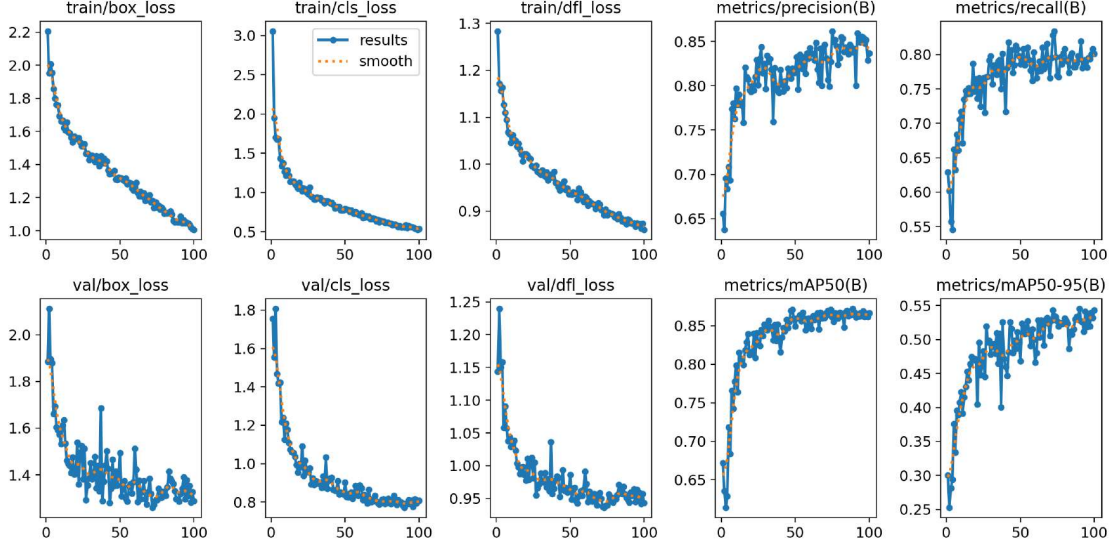 train/box_loss
train/cls_loss
train/dfl_loss
metrics/precision(B)
metrics/recall(B)
2.2
2.0
1.8
1.6
1.4
1.2
1.0
0 50 100
3.0
2.5
2.0
1.5
1.0
0.5
0 50 100
results
smooth
1.3
1.2
1.1
1.0
0.9
0 50 100
0.85
0.80
0.75
0.70
0.65
0 50 100
0.80
0.75
0.70
0.65
0.60
0.55
0 50 100
val/box_loss
val/cls_loss
val/dfl_loss
metrics/mAP50(B)
metrics/mAP50-95(B)
2.0
1.8
1.6
1.4
0 50 100
1.8
1.6
1.4
1.2
1.0
0.8
0 50 100
1.25
1.20
1.15
1.10
1.05
1.00
0.95
0 50 100
0.85
0.80
0.75
0.70
0.65
0 50 100
0.55
0.50
0.45
0.40
0.35
0.30
0.25
0 50 100